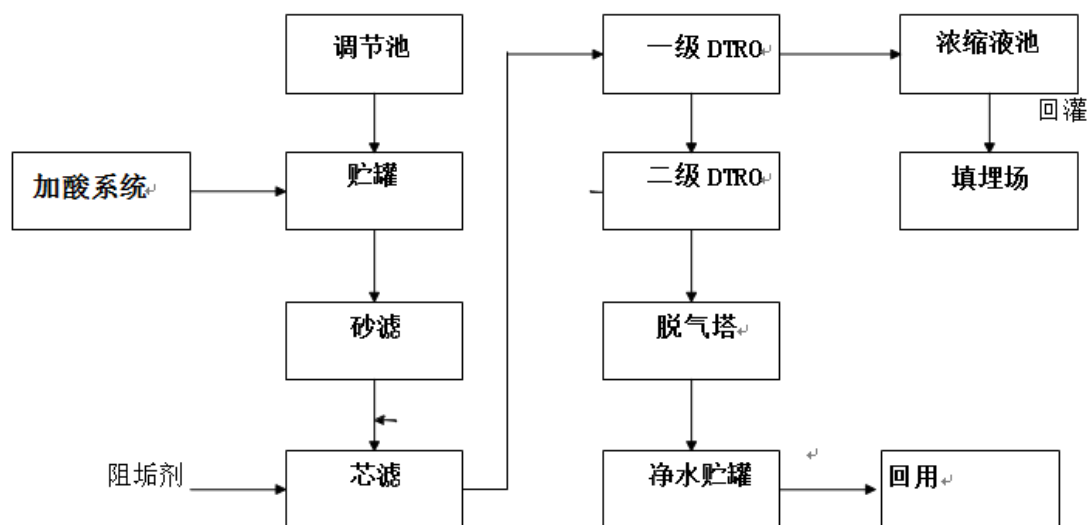 调节池
一级 DTRO
浓缩液池
回灌
加酸系统
贮罐
二级 DTRO
填埋场
砂滤
脱气塔
阻垢剂
芯滤
净水贮罐
回用